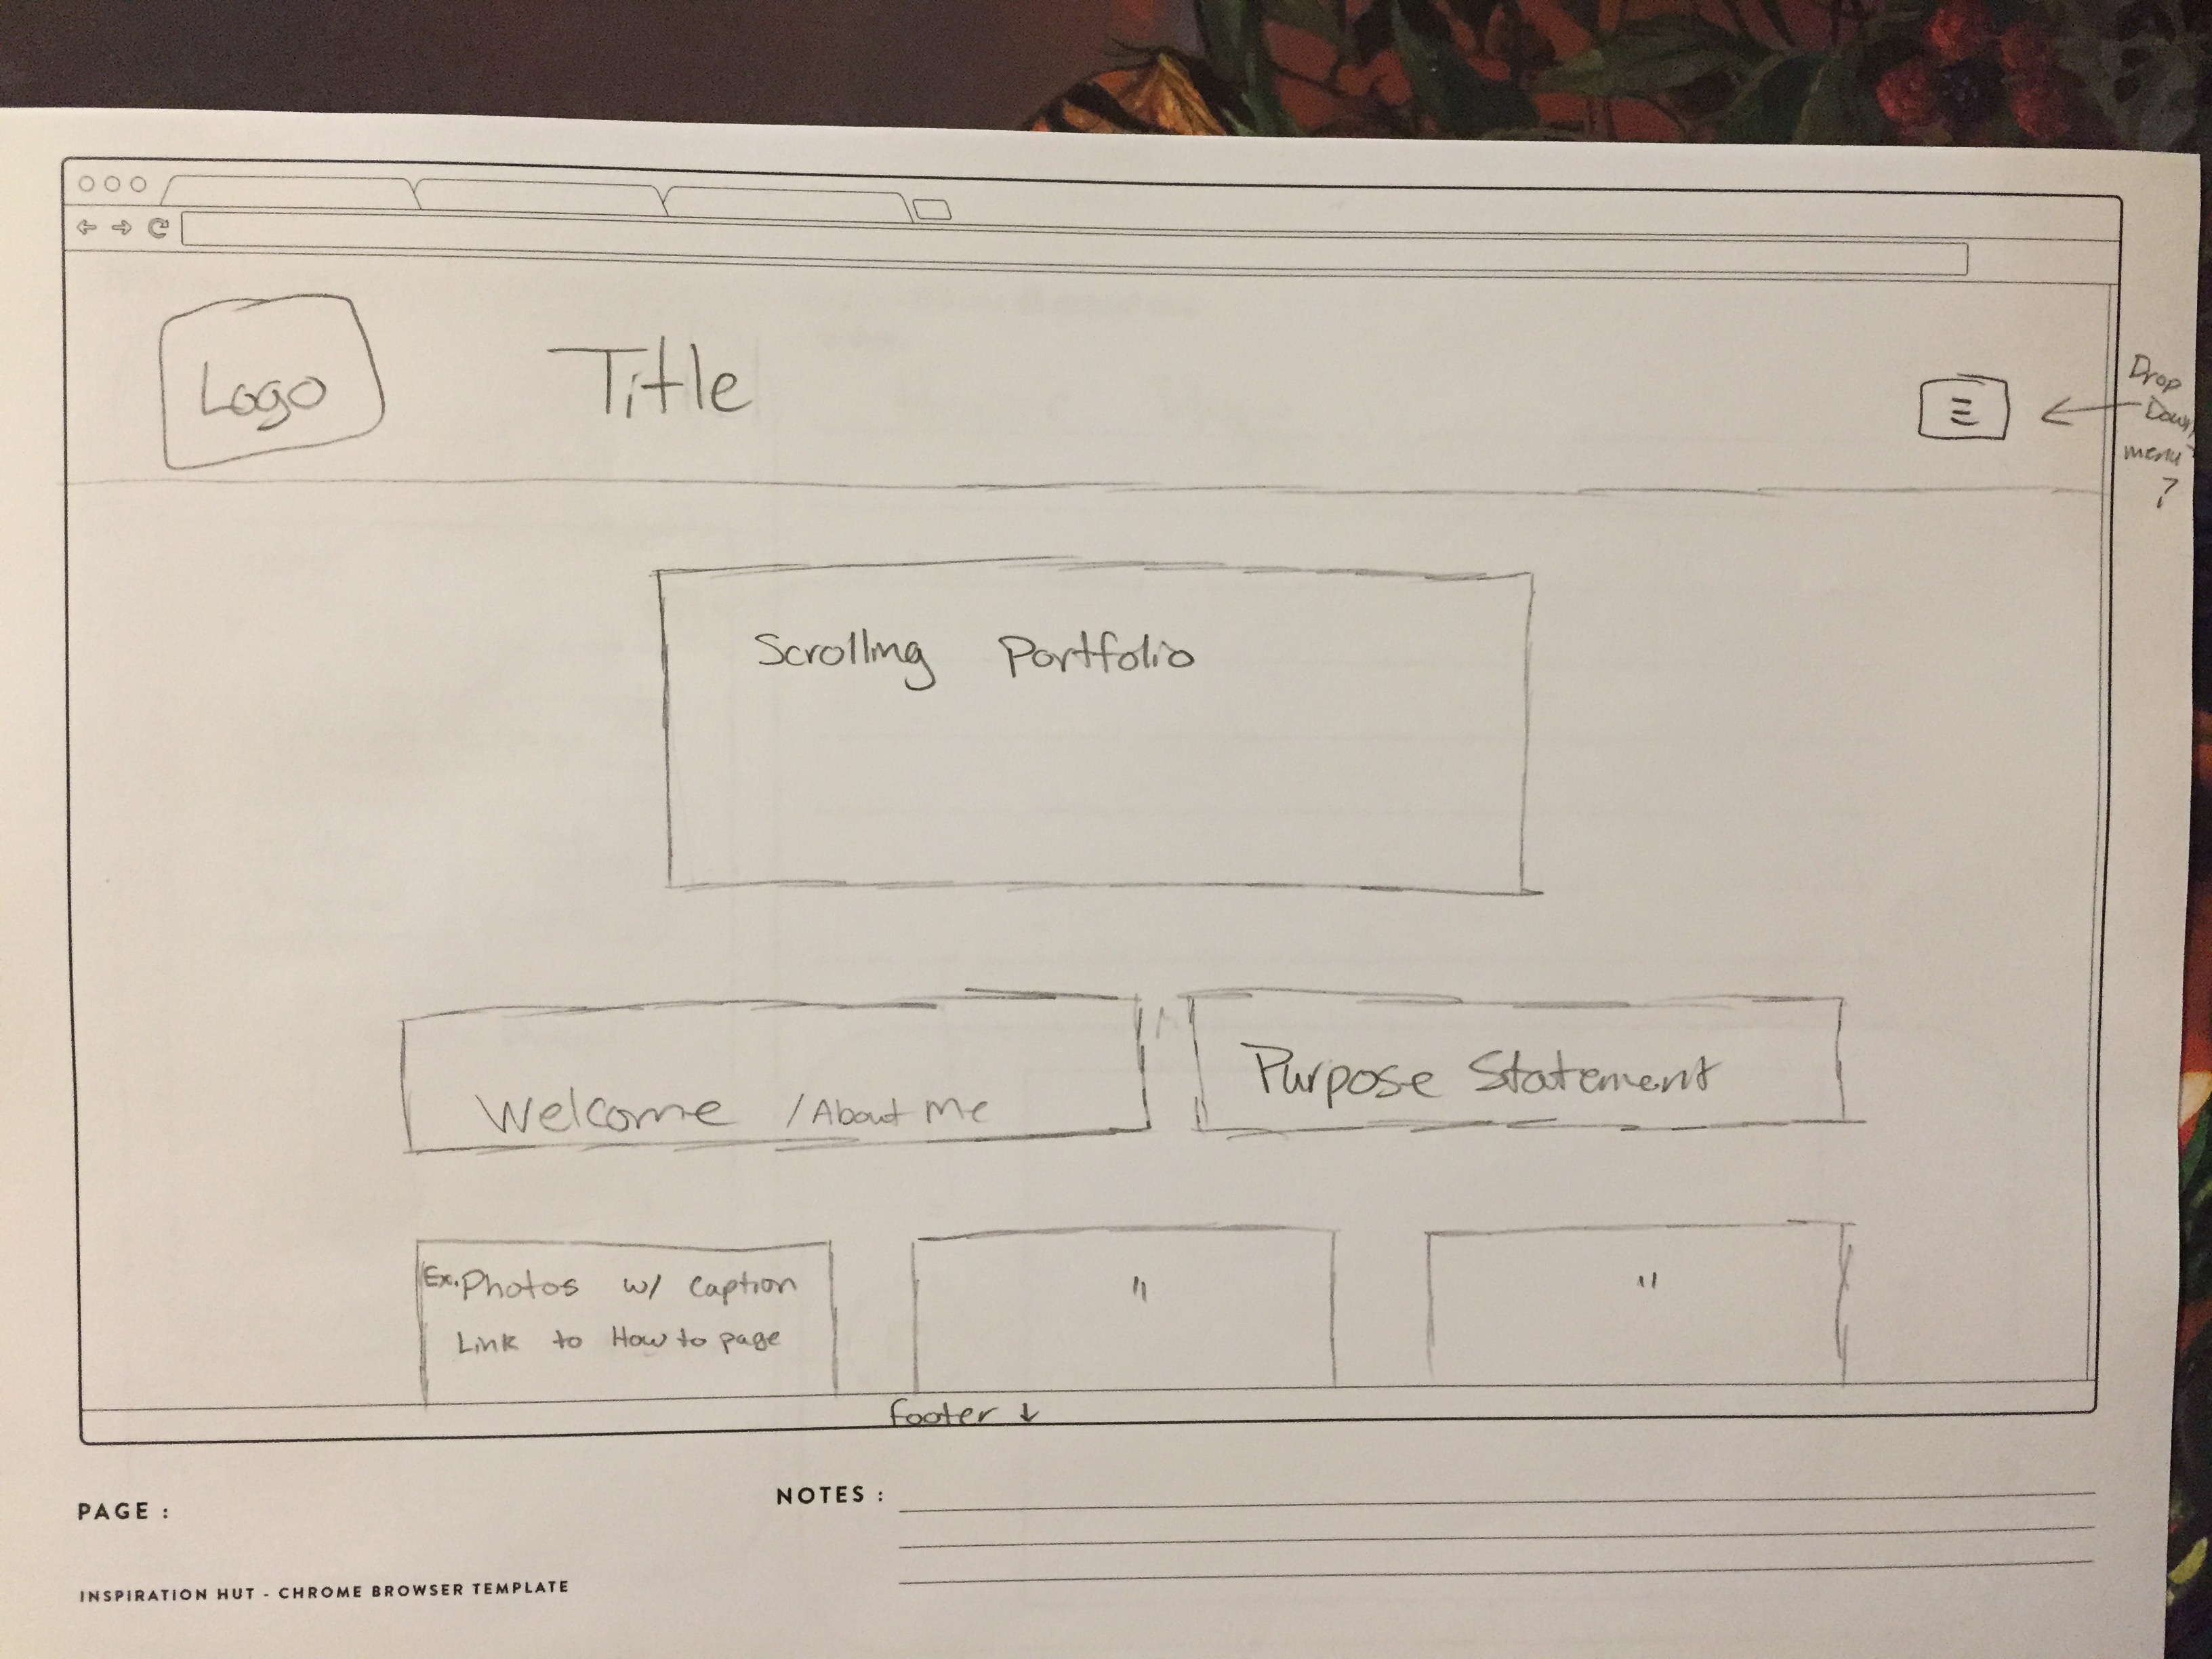 Logo
Title
Drop
Down
menu
?
Scrolling Portfolio
Welcome / About Me
Purpose Statement
Ex. Photos w/ caption
Link to How to page
"
"
footer ↓
PAGE :
NOTES :
INSPIRATION HUT - CHROME BROWSER TEMPLATE